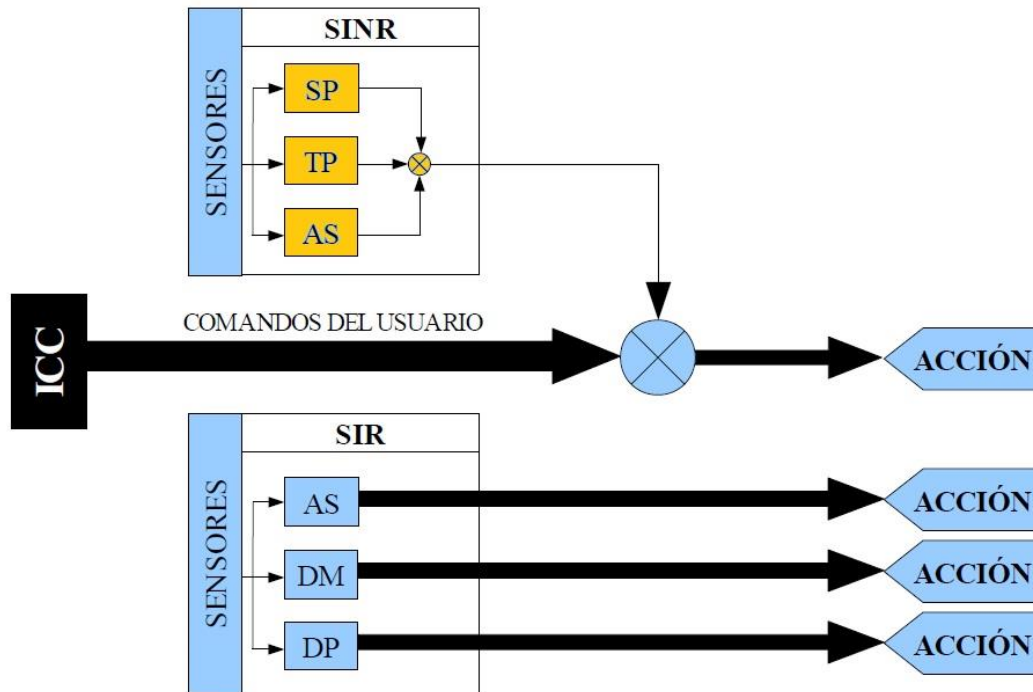 SENSORES
SINR
SP
TP
AS
ICC
COMANDOS DEL USUARIO
ACCIÓN
SENSORES
SIR
AS
ACCIÓN
DM
ACCIÓN
DP
ACCIÓN